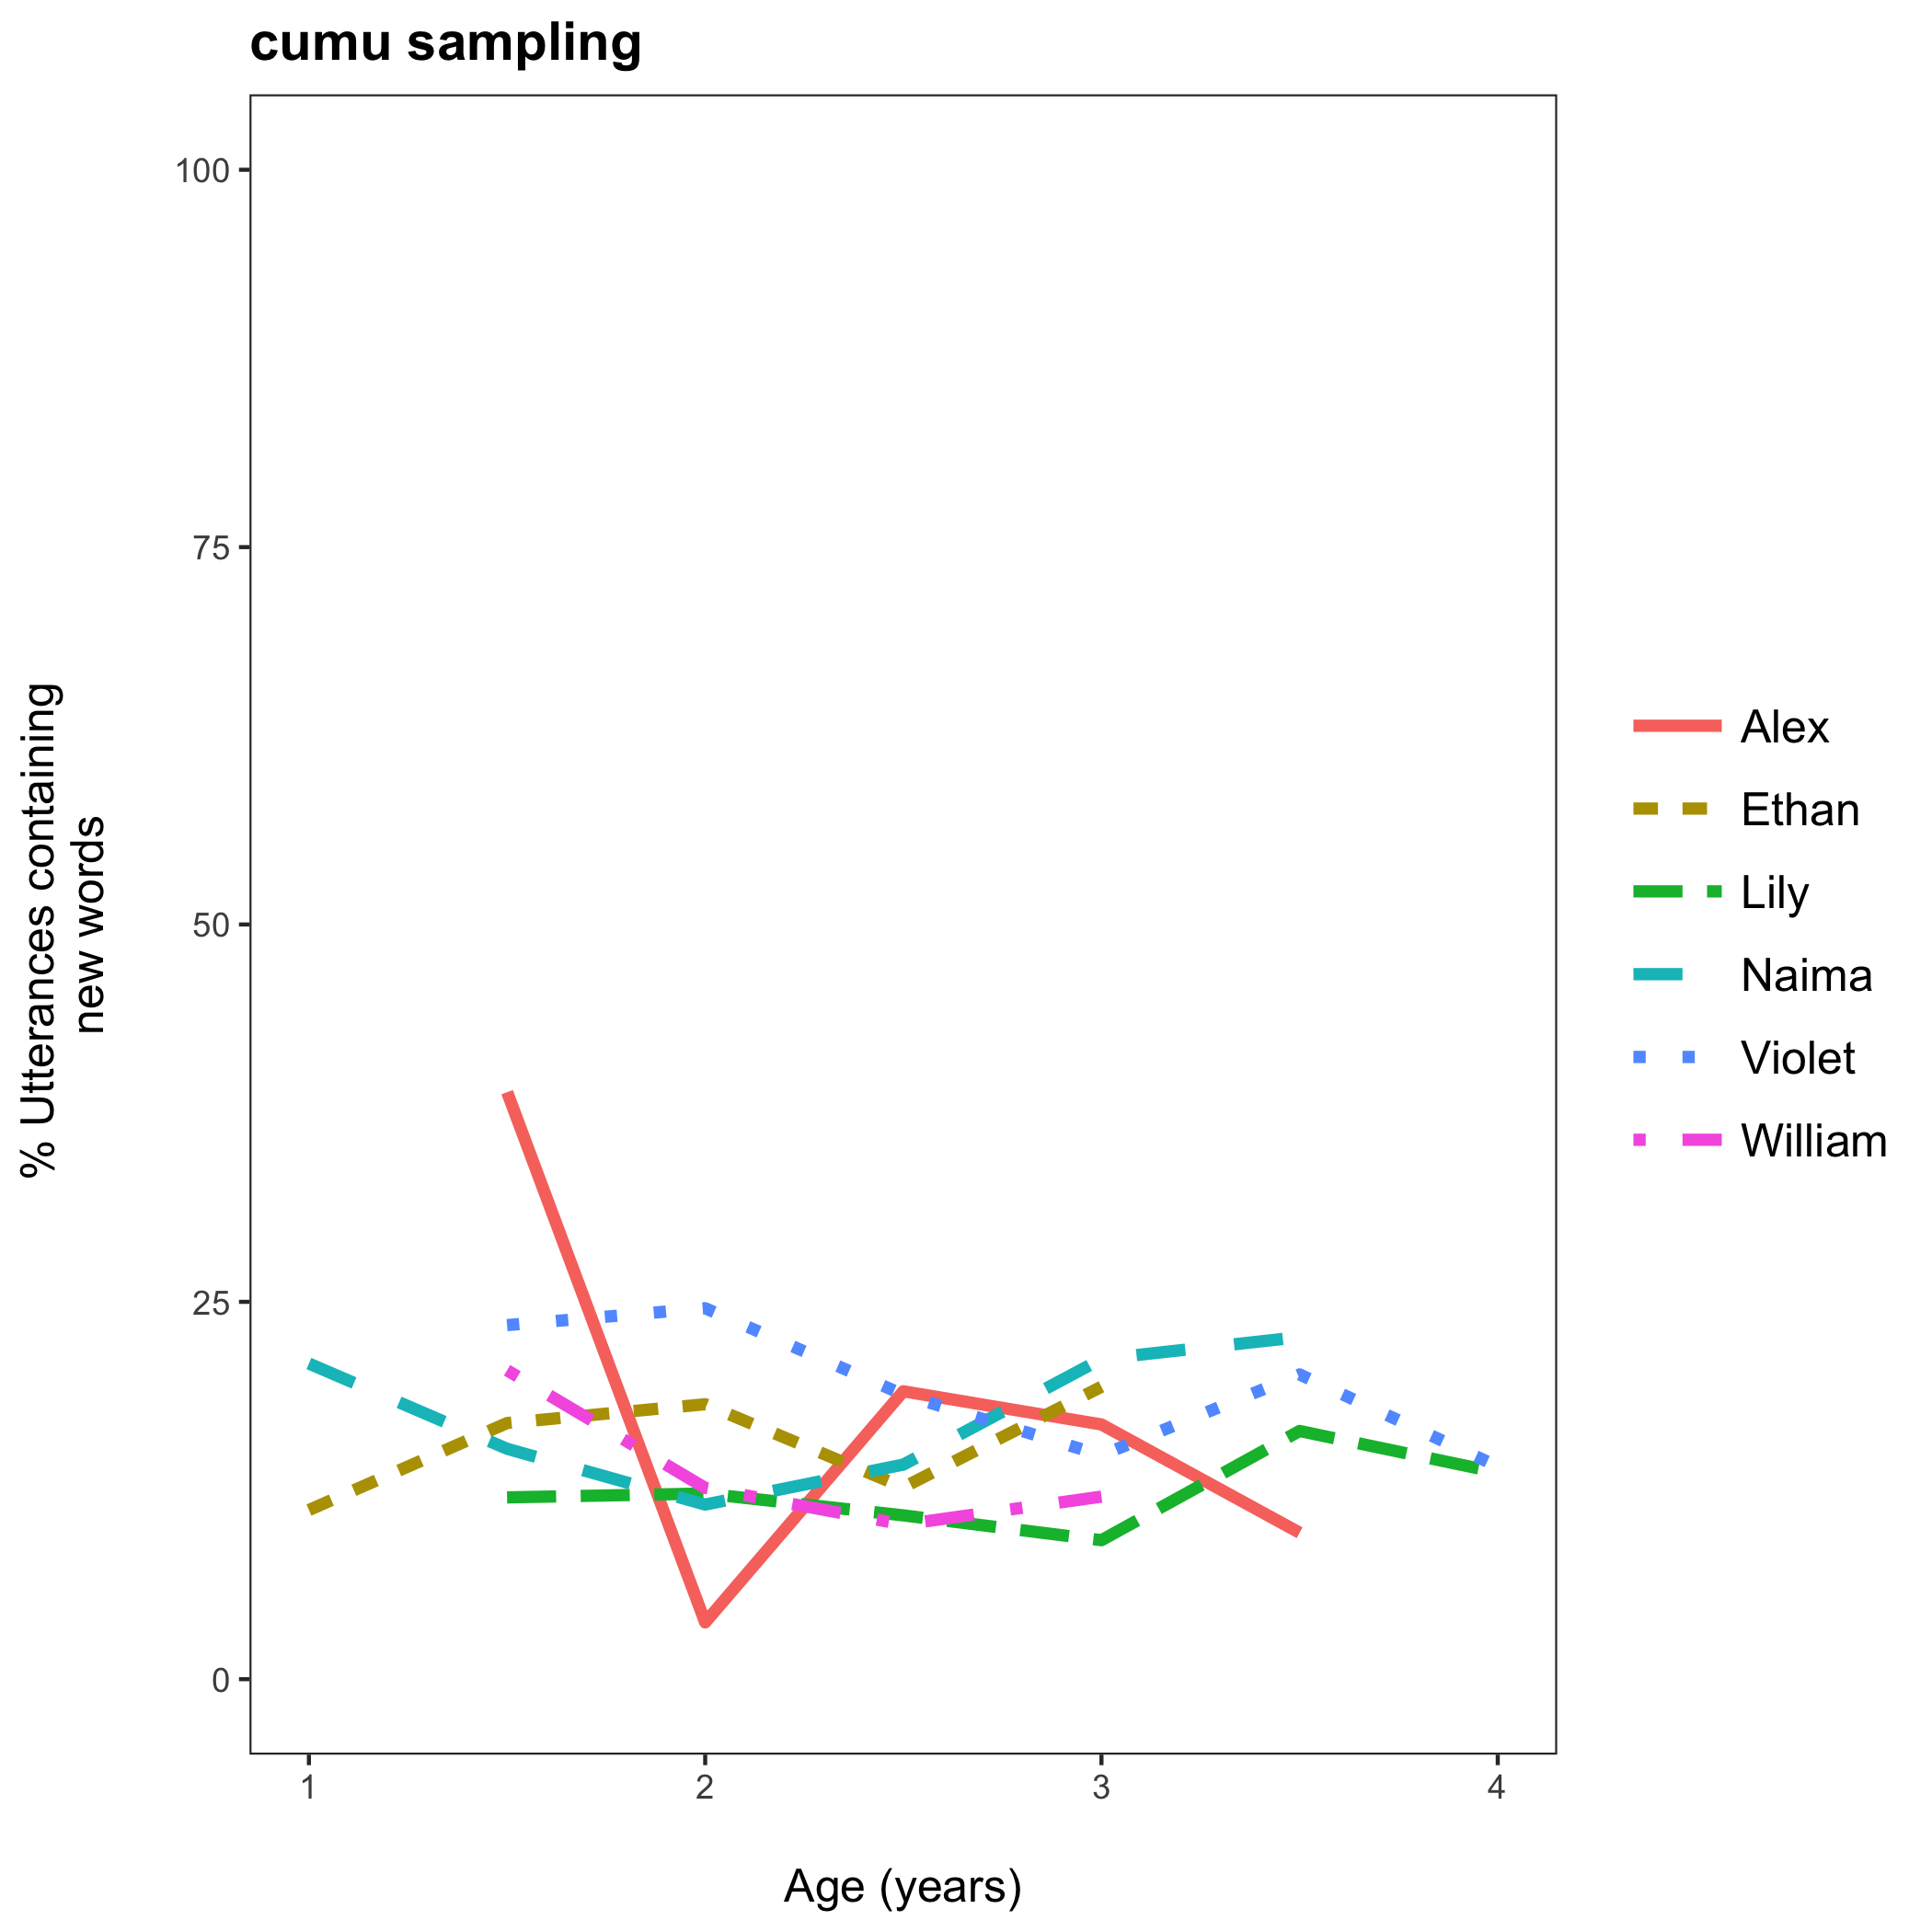 cumu sampling
100
75
50
25
0
% Utterances containing
new words
1
2
3
4
Age (years)
Alex
Ethan
Lily
Naima
Violet
William